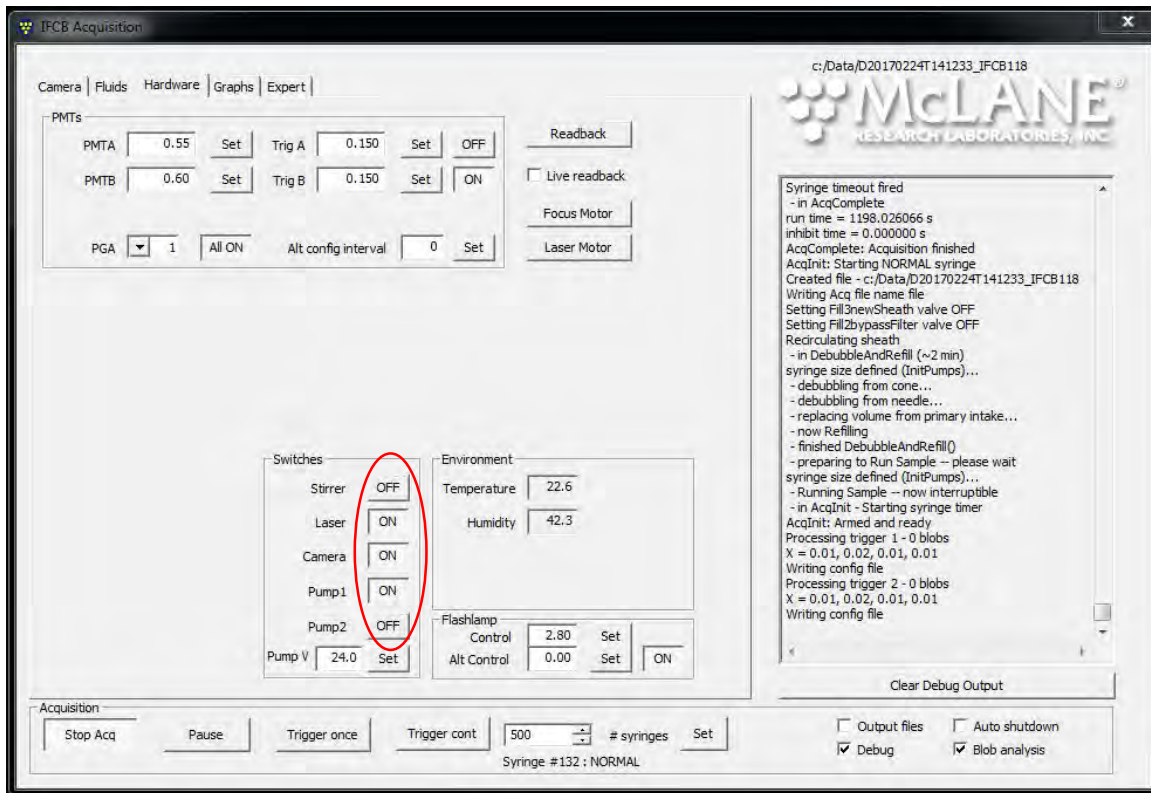 IFCB Acquisition
x
c:/Data/D20170224T141233_IFCB118
McLANE®
RESEARCH LABORATORIES, INC
Camera Fluids Hardware Graphs Expert
PMTs
PMTA 0.55 Set Trig A 0.150 Set OFF
PMTB 0.60 Set Trig B 0.150 Set ON
PGA 1 All ON Alt config interval 0 Set
Readback
Live readback
Focus Motor
Laser Motor
Switches
Stirrer OFF
Laser ON
Camera ON
Pump1 ON
Pump2 OFF
Pump V 24.0 Set
Environment
Temperature 22.6
Humidity 42.3
Flashlamp
Control 2.80 Set
Alt Control 0.00 Set ON
Syringe timeout fired
- in AcqComplete
run time = 1198.026066 s
inhibit time = 0.000000 s
AcqComplete: Acquisition finished
AcqInit: Starting NORMAL syringe
Created file - c:/Data/D20170224T141233_IFCB118
Writing Acq file name file
Setting Fill3newSheath valve OFF
Setting Fill2bypassFilter valve OFF
Recirculating sheath
- in DebubbleAndRefill (~2 min)
syringe size defined (InitPumps)...
- debubbling from cone...
- debubbling from needle...
- replacing volume from primary intake...
- now Refilling
- finished DebubbleAndRefill()
- preparing to Run Sample -- please wait
syringe size defined (InitPumps)...
- Running Sample -- now interruptible
- in AcqInit - Starting syringe timer
AcqInit: Armed and ready
Processing trigger 1 - 0 blobs
X = 0.01, 0.02, 0.01, 0.01
Writing config file
Processing trigger 2 - 0 blobs
X = 0.01, 0.02, 0.01, 0.01
Writing config file
Clear Debug Output
Acquisition
Stop Acq Pause Trigger once Trigger cont 500 # syringes Set
Syringe #132 : NORMAL
Output files Auto shutdown
Debug Blob analysis